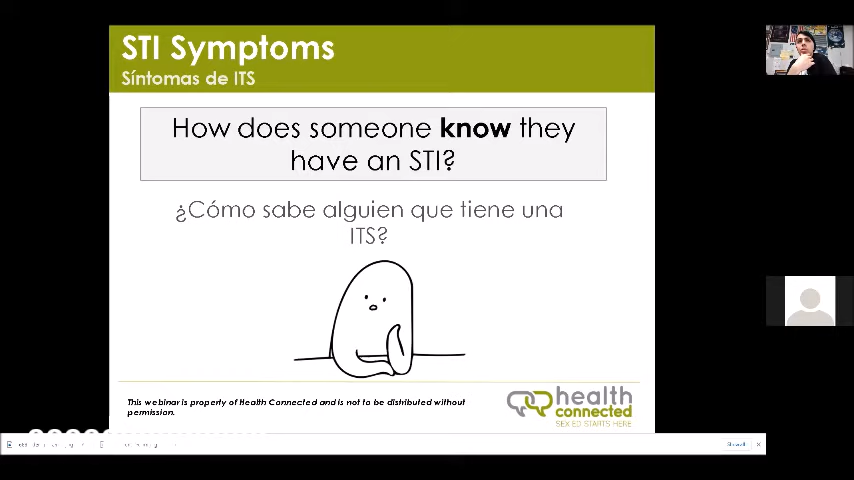 STI Symptoms
Síntomas de ITS
How does someone know they
have an STI?
¿Cómo sabe alguien que tiene una
ITS?
This webinar is property of Health Connected and is not to be distributed without
permission.
health
connected
SEX ED STARTS HERE
Show all